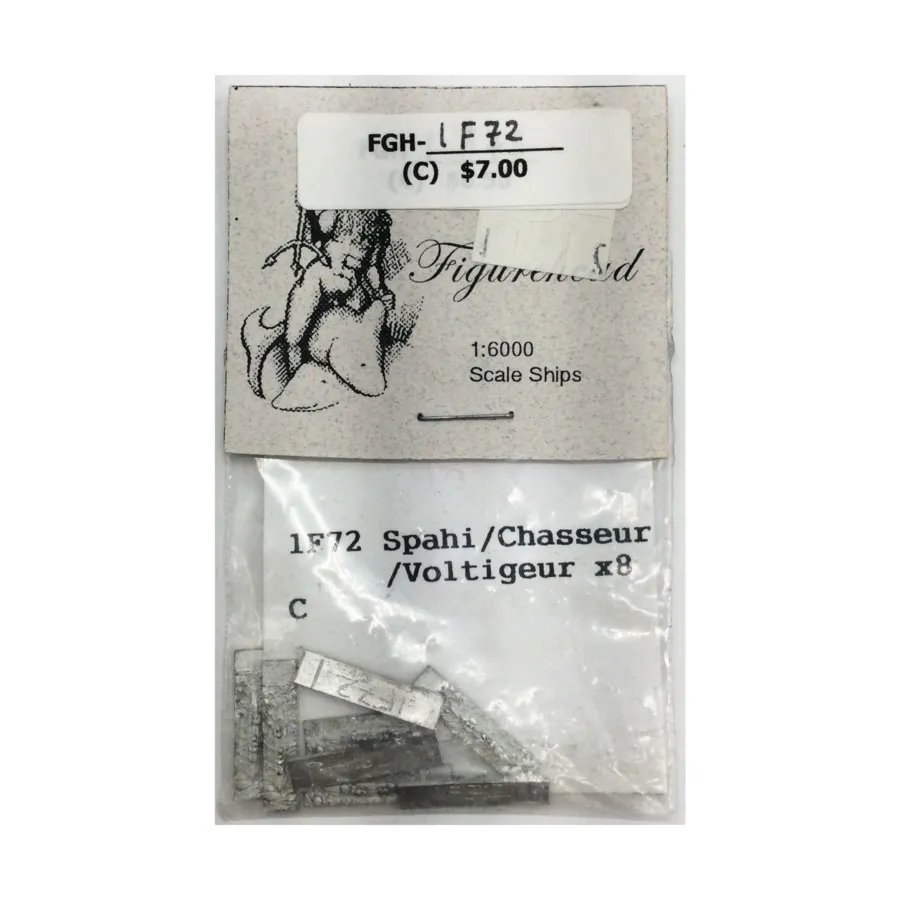 FGH- 1F72
(C) $7.00
Figurehead
1:6000
Scale Ships
1F72 Spahi/Chasseur
/Voltigeur x8
C